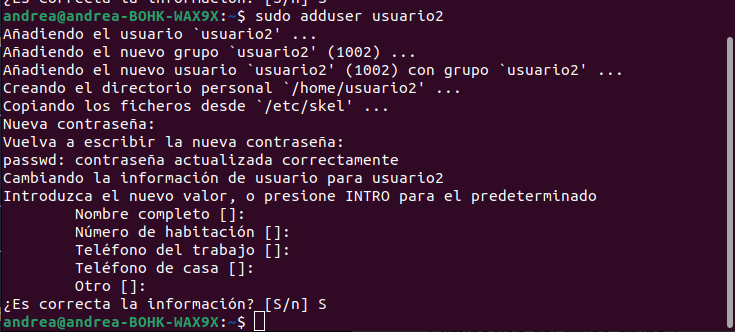 ¿Es correcta la información? [S/n] S
andrea@andrea-BOHK-WAX9X:~$ sudo adduser usuario2
Añadiendo el usuario `usuario2' ...
Añadiendo el nuevo grupo `usuario2' (1002) ...
Añadiendo el nuevo usuario `usuario2' (1002) con grupo `usuario2' ...
Creando el directorio personal `/home/usuario2' ...
Copiando los ficheros desde `/etc/skel' ...
Nueva contraseña:
Vuelva a escribir la nueva contraseña:
passwd: contraseña actualizada correctamente
Cambiando la información de usuario para usuario2
Introduzca el nuevo valor, o presione INTRO para el predeterminado
Nombre completo []:
Número de habitación []:
Teléfono del trabajo []:
Teléfono de casa []:
Otro []:
¿Es correcta la información? [S/n] S
andrea@andrea-BOHK-WAX9X:~$